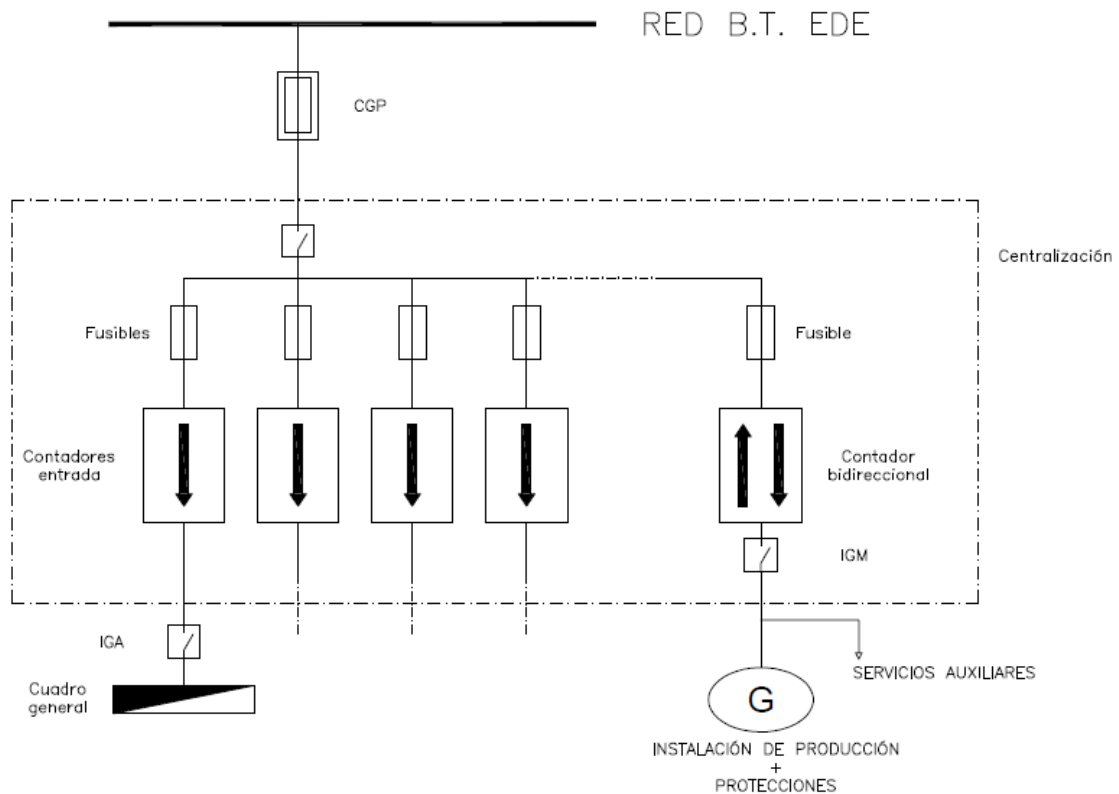 RED B.T. EDE
CGP
Centralización
Fusibles
Fusible
Contadores
entrada
Contador
bidireccional
IGM
IGA
SERVICIOS AUXILIARES
Cuadro
general
G
INSTALACIÓN DE PRODUCCIÓN
+
PROTECCIONES